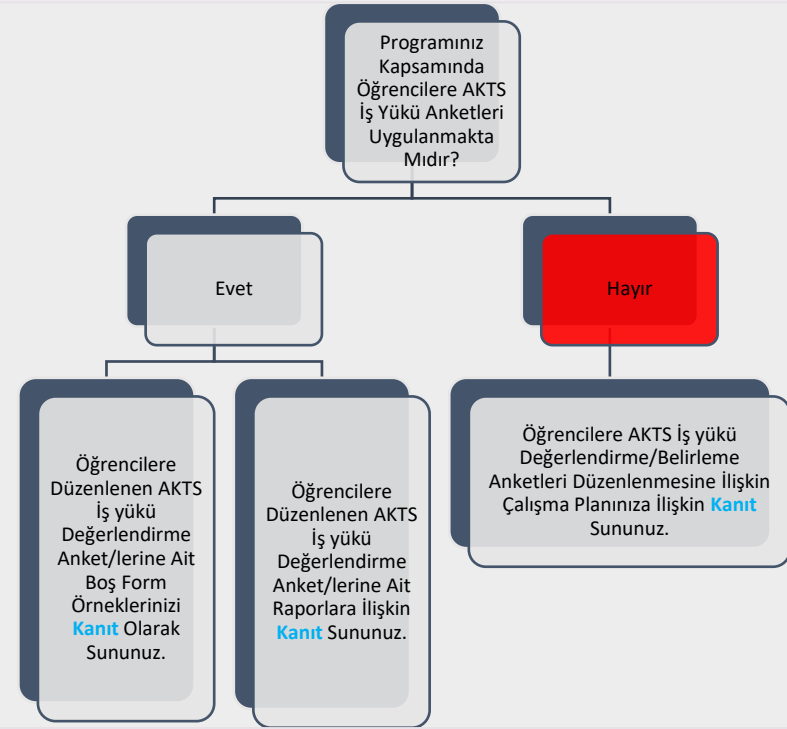 Programınız
Kapsamında
Öğrencilere AKTS
İş Yükü Anketleri
Uygulanmakta
Mıdır?
Evet
Hayır
Öğrencilere
Düzenlenen AKTS
İş yükü
Değerlendirme
Anket/lerine Ait
Boş Form
Örneklerinizi
Kanıt Olarak
Sununuz.
Öğrencilere
Düzenlenen AKTS
İş yükü
Değerlendirme
Anket/lerine Ait
Raporlara İlişkin
Kanıt Sununuz.
Öğrencilere AKTS İş yükü
Değerlendirme/Belirleme
Anketleri Düzenlenmesine İlişkin
Çalışma Planınıza İlişkin Kanıt
Sununuz.